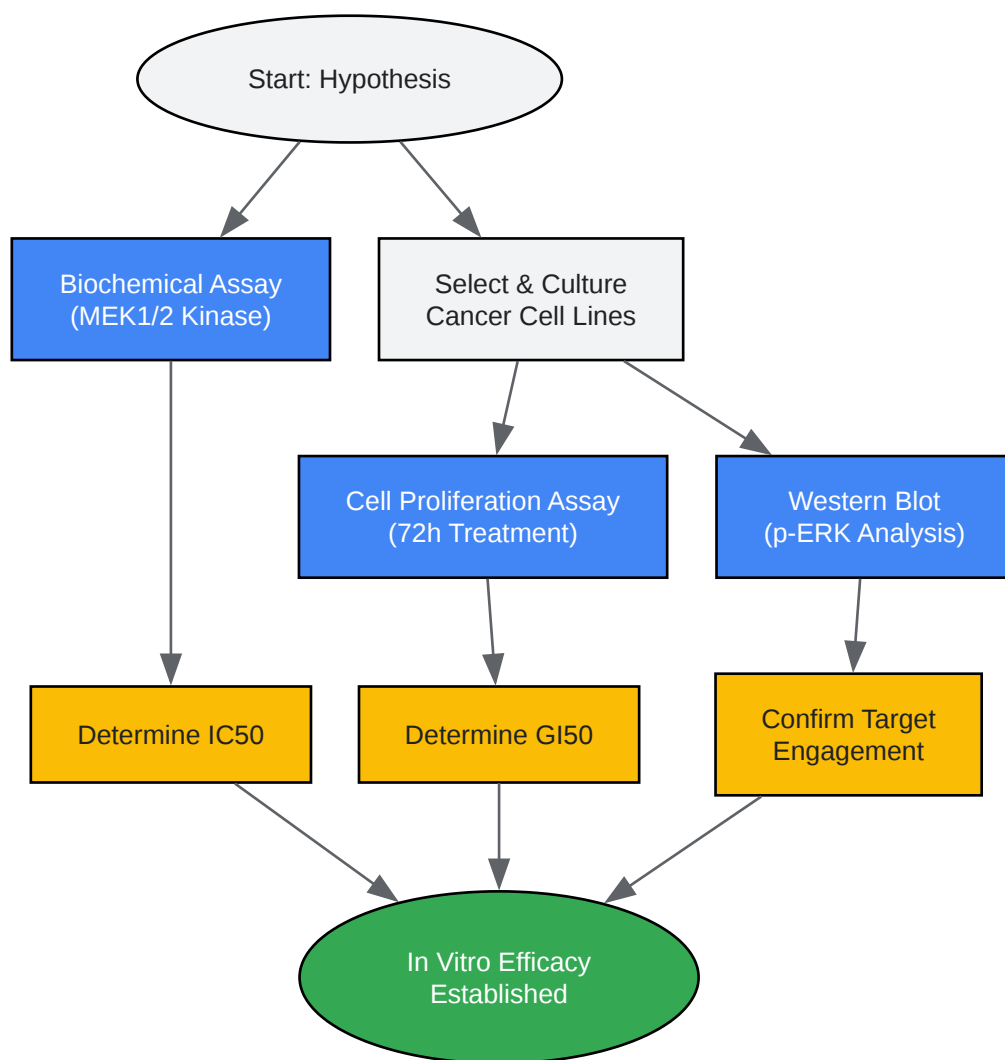 Start: Hypothesis
Biochemical Assay
(MEK1/2 Kinase)
Select & Culture
Cancer Cell Lines
Cell Proliferation Assay
(72h Treatment)
Western Blot
(p-ERK Analysis)
Determine IC50
Determine GI50
Confirm Target
Engagement
In Vitro Efficacy
Established